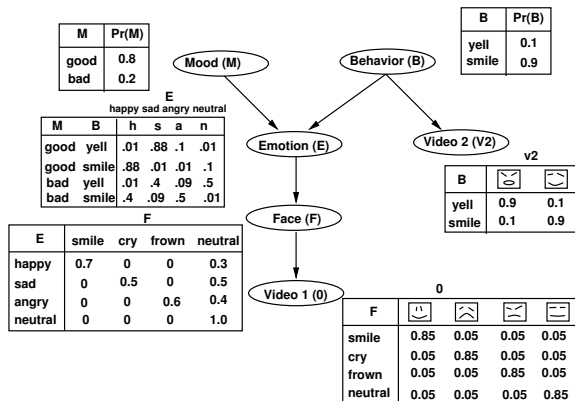 M Pr(M)
good 0.8
bad 0.2
Mood (M)
Behavior (B)
B Pr(B)
yell 0.1
smile 0.9
E
happy sad angry neutral
M B h s a n
good yell .01 .88 .1 .01
good smile .88 .01 .01 .1
bad yell .01 .4 .09 .5
bad smile .4 .09 .5 .01
Emotion (E)
Video 2 (V2)
v2
B
yell 0.9 0.1
smile 0.1 0.9
Face (F)
F
E smile cry frown neutral
happy 0.7 0 0 0.3
sad 0 0.5 0 0.5
angry 0 0 0.6 0.4
neutral 0 0 0 1.0
Video 1 (0)
0
F
smile 0.85 0.05 0.05 0.05
cry 0.05 0.85 0.05 0.05
frown 0.05 0.05 0.85 0.05
neutral 0.05 0.05 0.05 0.85